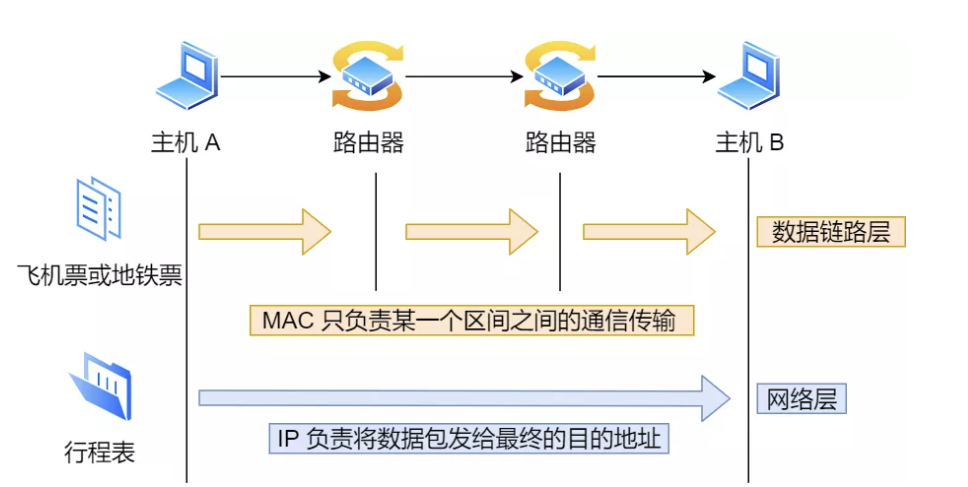 主机 A
路由器
路由器
主机 B
数据链路层
飞机票或地铁票
MAC 只负责某一个区间之间的通信传输
网络层
IP 负责将数据包发给最终的目的地址
行程表